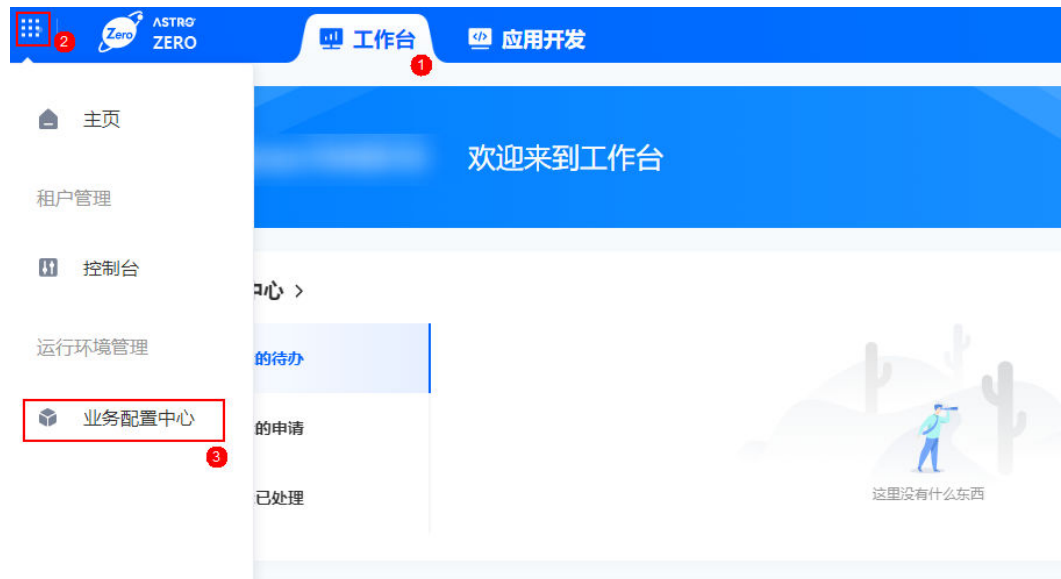 2
Zero
ASTRO
ZERO
工作台
1
应用开发
主页
欢迎来到工作台
租户管理
控制台
中心 >
运行环境管理
的待办
业务配置中心
3
的申请
已处理
这里没有什么东西